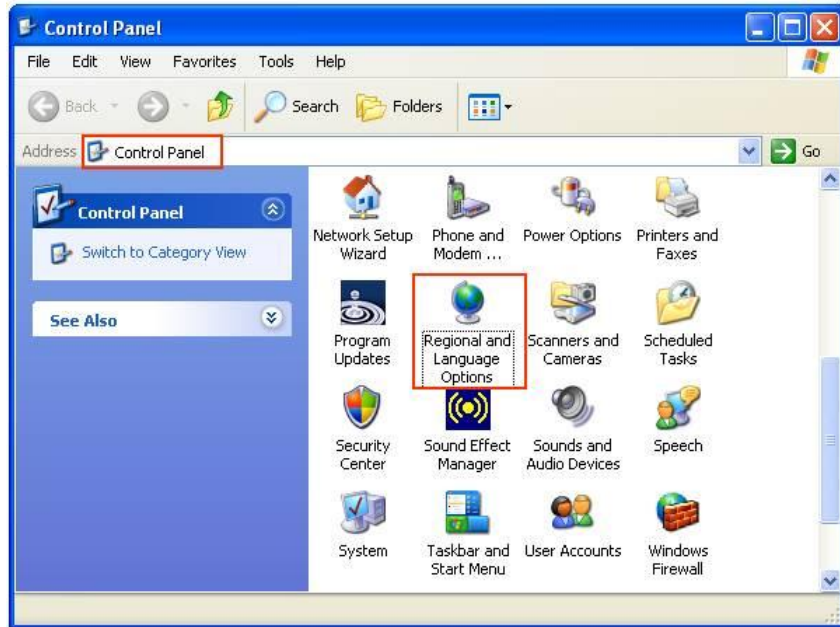 Control Panel
File Edit View Favorites Tools Help
Back Search Folders
Address Control Panel Go
Control Panel
Switch to Category View
See Also
Network Setup
Wizard
Phone and
Modem ...
Power Options
Printers and
Faxes
Program
Updates
Regional and
Language
Options
Scanners and
Cameras
Scheduled
Tasks
Security
Center
Sound Effect
Manager
Sounds and
Audio Devices
Speech
System
Taskbar and
Start Menu
User Accounts
Windows
Firewall